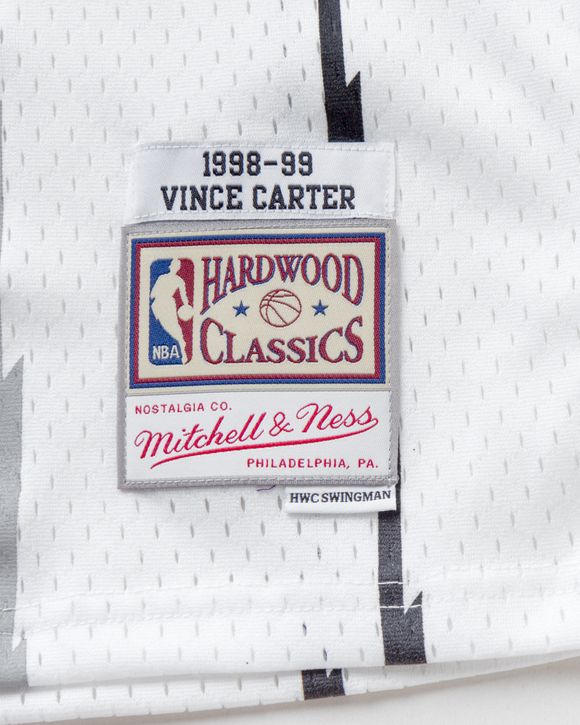 1998-99
VINCE CARTER
HARDWOOD
CLASSICS
NBA
NOSTALGIA CO.
Mitchell & Ness
PHILADELPHIA, PA.
HWC SWINGMAN